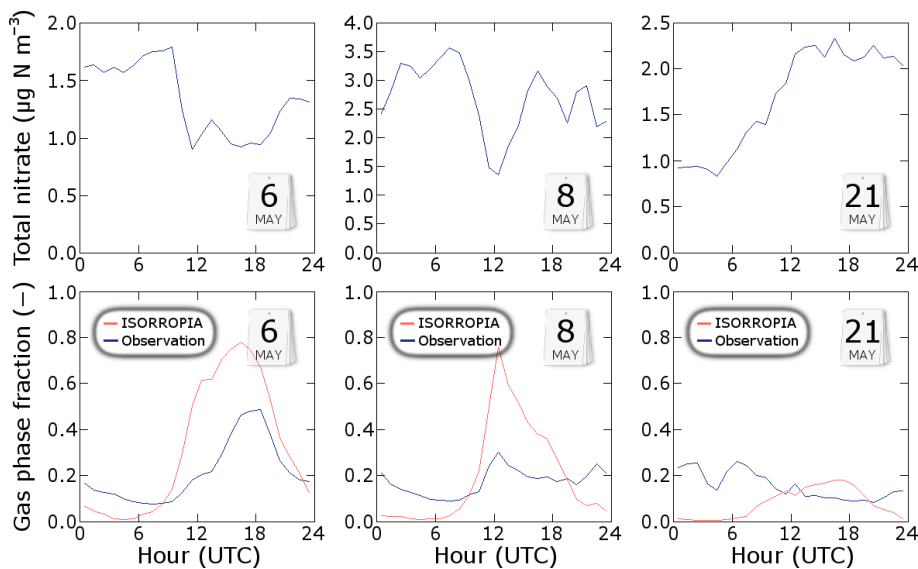 Total nitrate (μg N m⁻³)
2.0
1.5
1.0
0.5
0.0
0 6 12 18 24
6
MAY
4.0
3.5
3.0
2.5
2.0
1.5
1.0
0.5
0.0
0 6 12 18 24
8
MAY
2.5
2.0
1.5
1.0
0.5
0.0
0 6 12 18 24
21
MAY
Gas phase fraction (−)
1.0
0.8
0.6
0.4
0.2
0.0
0 6 12 18 24
Hour (UTC)
ISORROPIA
Observation
6
MAY
1.0
0.8
0.6
0.4
0.2
0.0
0 6 12 18 24
Hour (UTC)
ISORROPIA
Observation
8
MAY
1.0
0.8
0.6
0.4
0.2
0.0
0 6 12 18 24
Hour (UTC)
ISORROPIA
Observation
21
MAY